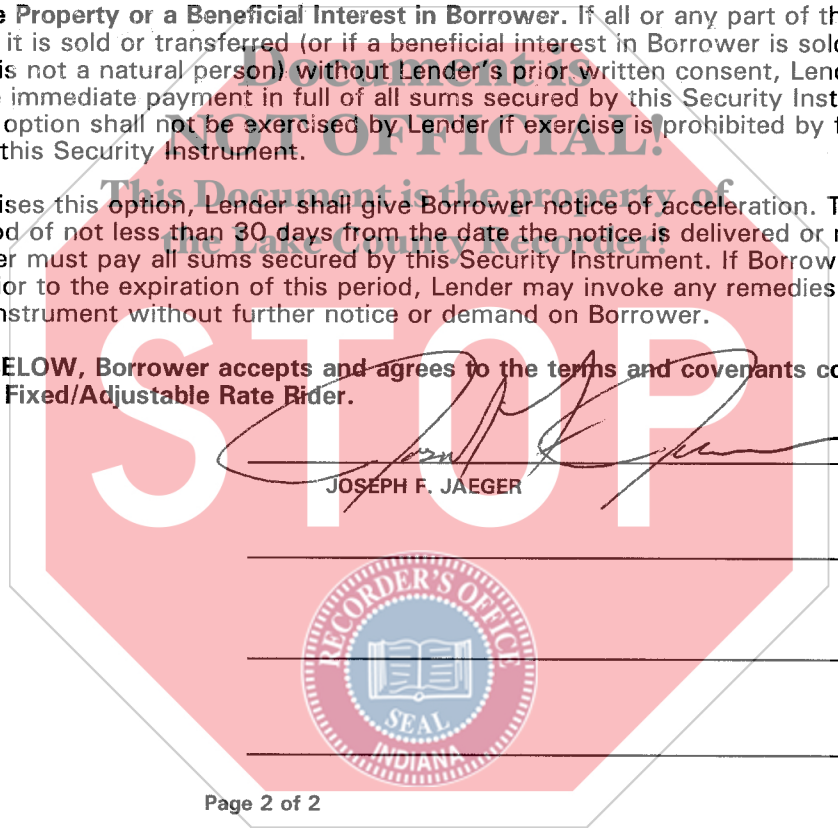 e Property or a Beneficial Interest in Borrower. If all or any part of th
it is sold or transferred (or if a beneficial interest in Borrower is sol
is not a natural person) without Lender's prior written consent, Lend
immediate payment in full of all sums secured by this Security Inst
option shall not be exercised by Lender if exercise is prohibited by f
this Security Instrument.
ises this option, Lender shall give Borrower notice of acceleration. T
od of not less than 30 days from the date the notice is delivered or m
er must pay all sums secured by this Security Instrument. If Borrow
ior to the expiration of this period, Lender may invoke any remedies
nstrument without further notice or demand on Borrower.
ELOW, Borrower accepts and agrees to the terms and covenants co
Fixed/Adjustable Rate Rider.
JOSEPH F. JAEGER
Page 2 of 2
Document is
NOT OFFICIAL!
This Document is the property of
the Lake County Recorder!
STOP
RECORDER'S OFFICE
SEAL
INDIANA